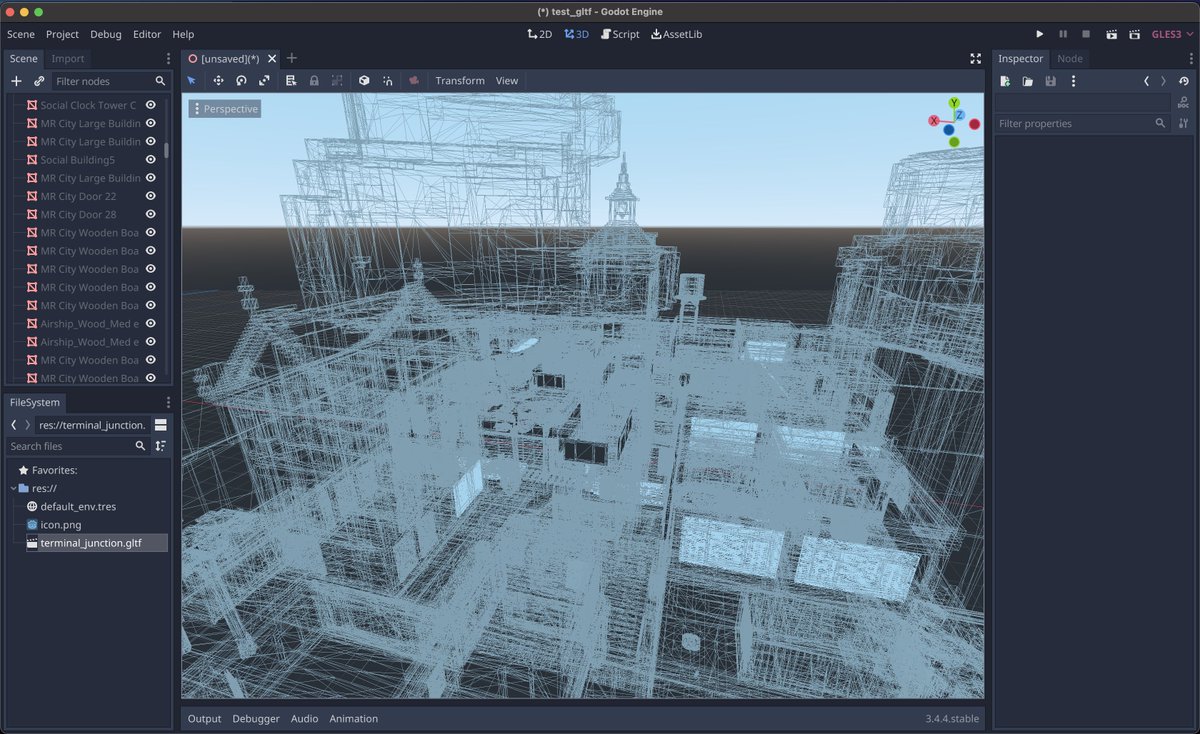 (*) test_gltf - Godot Engine
Scene Project Debug Editor Help
2D 3D Script AssetLib
GLES3
Scene Import
Filter nodes
Social Clock Tower C
MR City Large Buildin
MR City Large Buildin
Social Building5
MR City Large Buildin
MR City Door 22
MR City Door 28
MR City Wooden Boa
MR City Wooden Boa
MR City Wooden Boa
MR City Wooden Boa
MR City Wooden Boa
Airship_Wood_Med e
Airship_Wood_Med e
MR City Wooden Boa
MR City Wooden Boa
FileSystem
res://terminal_junction.
Search files
Favorites:
res://
default_env.tres
icon.png
terminal_junction.gltf
[unsaved](*)
Transform View
Perspective
Y
X
Z
Output Debugger Audio Animation
3.4.4.stable
Inspector Node
DOC
Filter properties